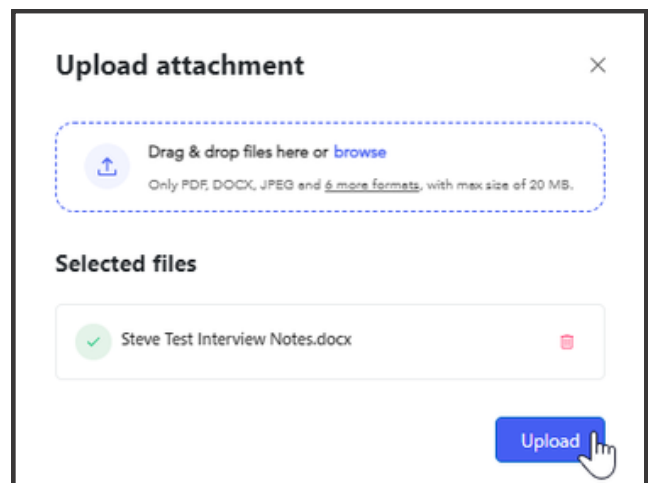 Upload attachment
Drag & drop files here or browse
Only PDF, DOCX, JPEG and 6 more formats, with max size of 20 MB.
Selected files
Steve Test Interview Notes.docx
Upload